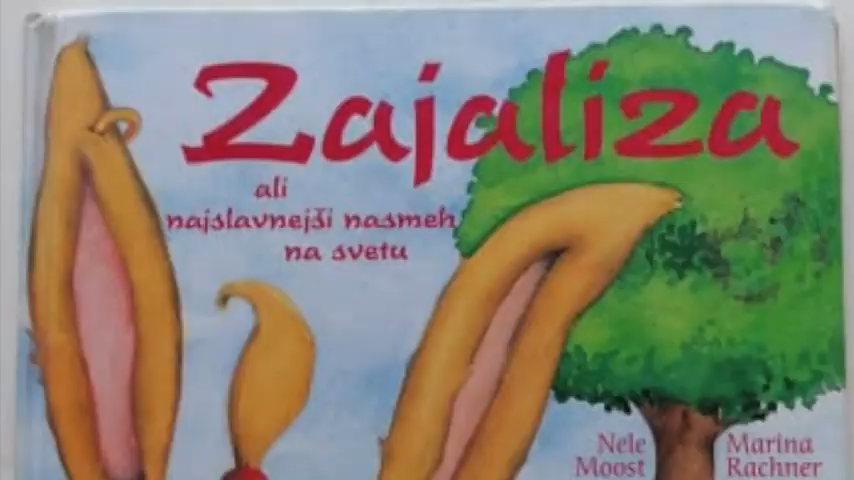 Zajaliza
ali
najslavnejši nasmeh
na svetu
Nele
Moost
Marina
Rachner